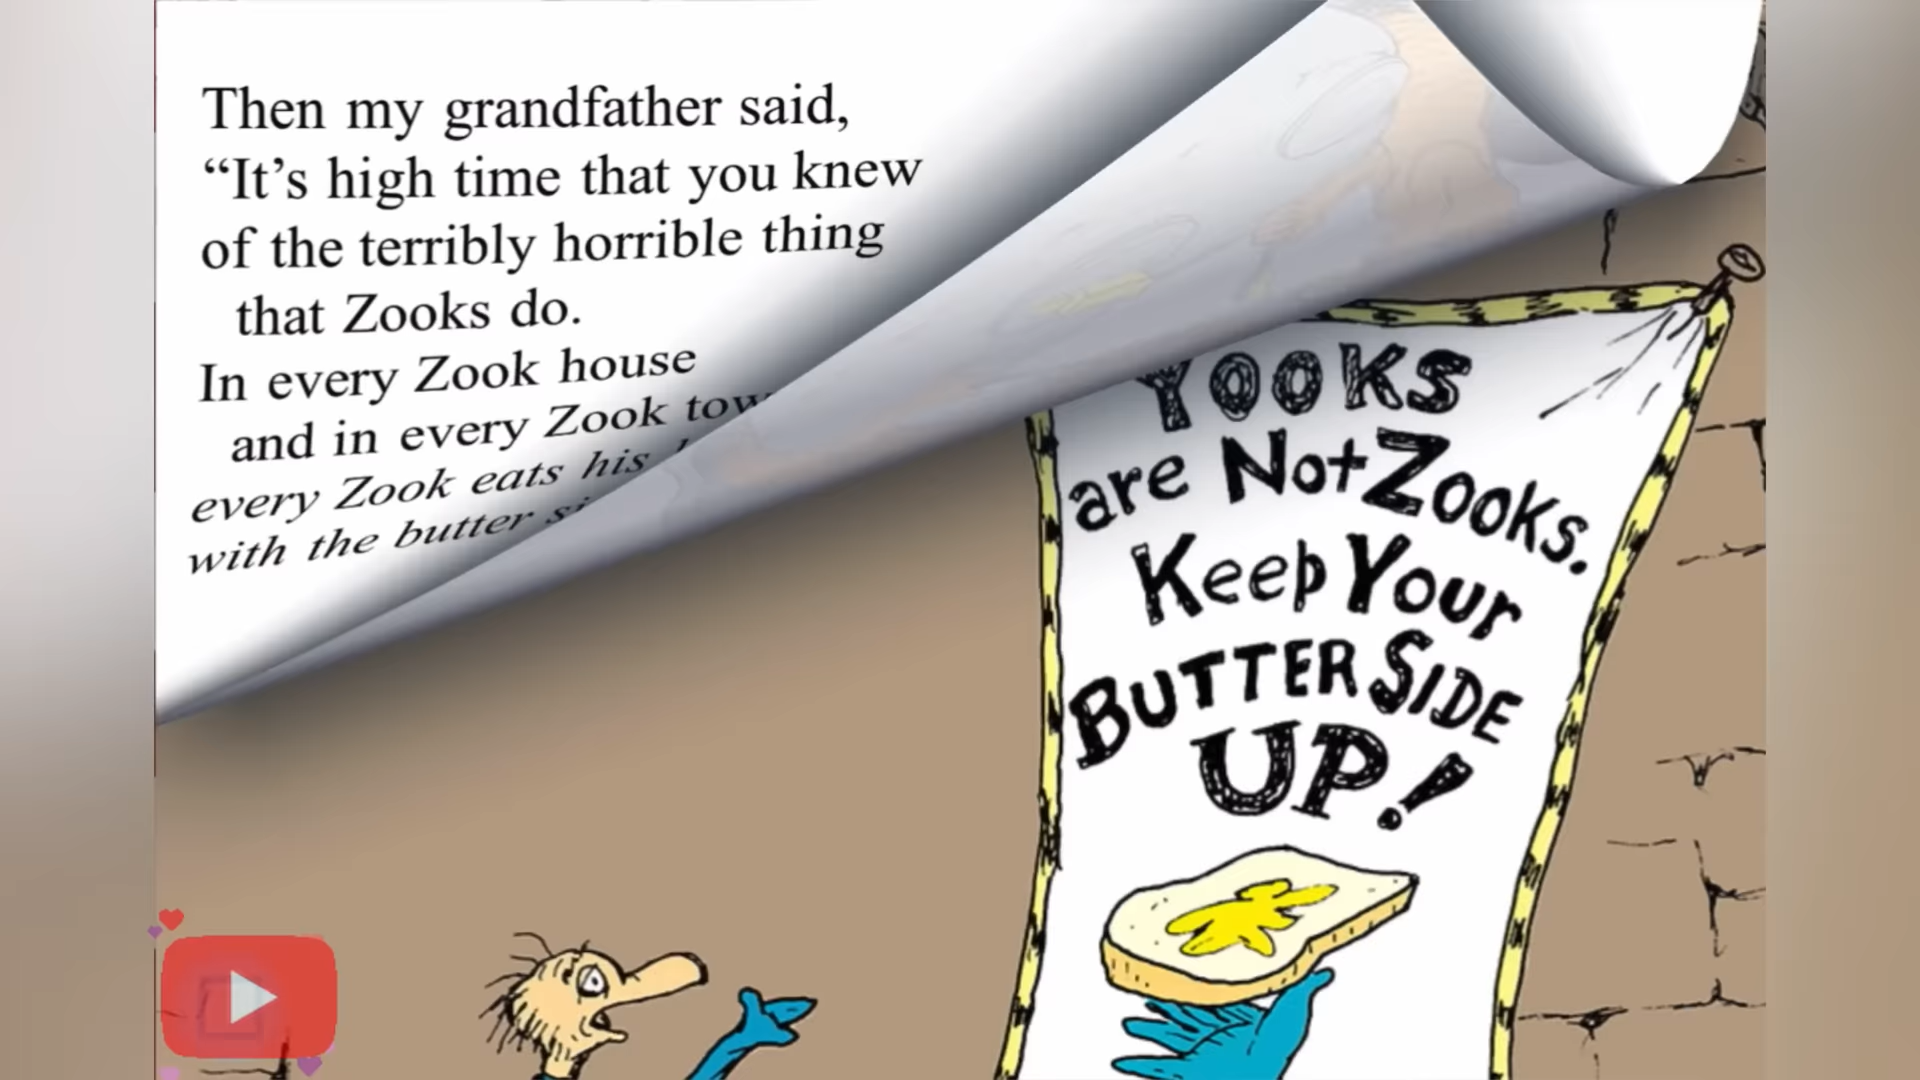 Then my grandfather said,
“It’s high time that you knew
of the terribly horrible thing
that Zooks do.
In every Zook house
and in every Zook
every Zook eats his
with the butter
YOOKS
are Not Zooks.
Keep Your
BUTTER SIDE
UP!